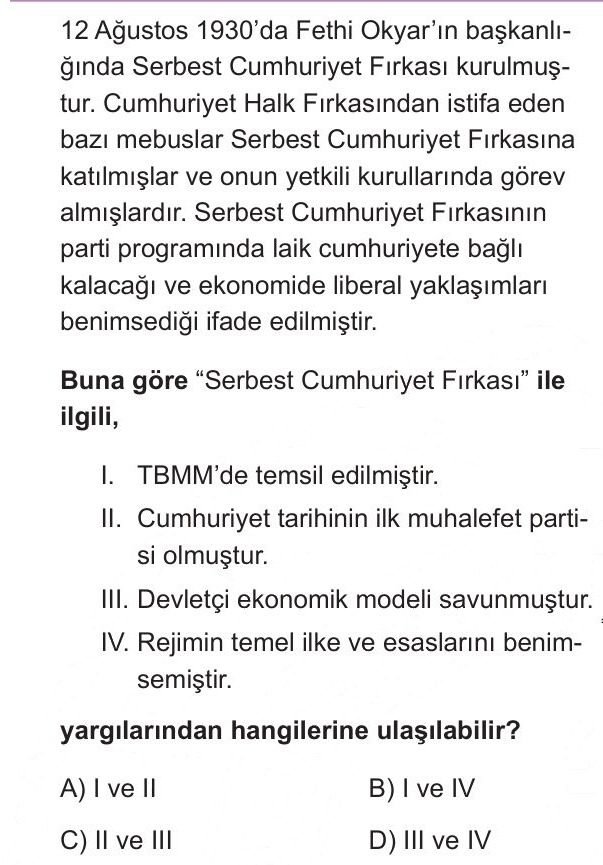 12 Ağustos 1930’da Fethi Okyar’ın başkanlı-
ğında Serbest Cumhuriyet Fırkası kurulmuş-
tur. Cumhuriyet Halk Fırkasından istifa eden
bazı mebuslar Serbest Cumhuriyet Fırkasına
katılmışlar ve onun yetkili kurullarında görev
almışlardır. Serbest Cumhuriyet Fırkasının
parti programında laik cumhuriyete bağlı
kalacağı ve ekonomide liberal yaklaşımları
benimsediği ifade edilmiştir.
Buna göre “Serbest Cumhuriyet Fırkası” ile
ilgili,
I. TBMM’de temsil edilmiştir.
II. Cumhuriyet tarihinin ilk muhalefet parti-
si olmuştur.
III. Devletçi ekonomik modeli savunmuştur.
IV. Rejimin temel ilke ve esaslarını benim-
semiştir.
yargılarından hangilerine ulaşılabilir?
A) I ve II B) I ve IV
C) II ve III D) III ve IV